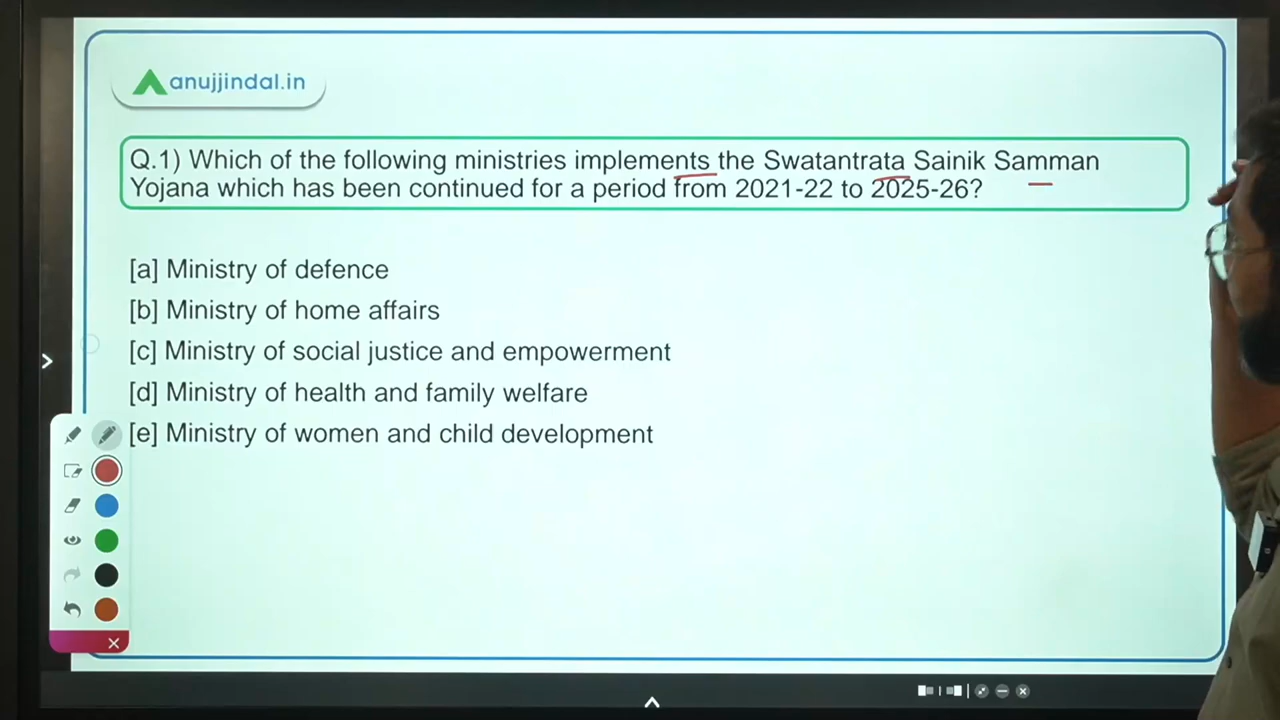 anujjindal.in
Q.1) Which of the following ministries implements the Swatantrata Sainik Samman
Yojana which has been continued for a period from 2021-22 to 2025-26?
[a] Ministry of defence
[b] Ministry of home affairs
[c] Ministry of social justice and empowerment
[d] Ministry of health and family welfare
[e] Ministry of women and child development